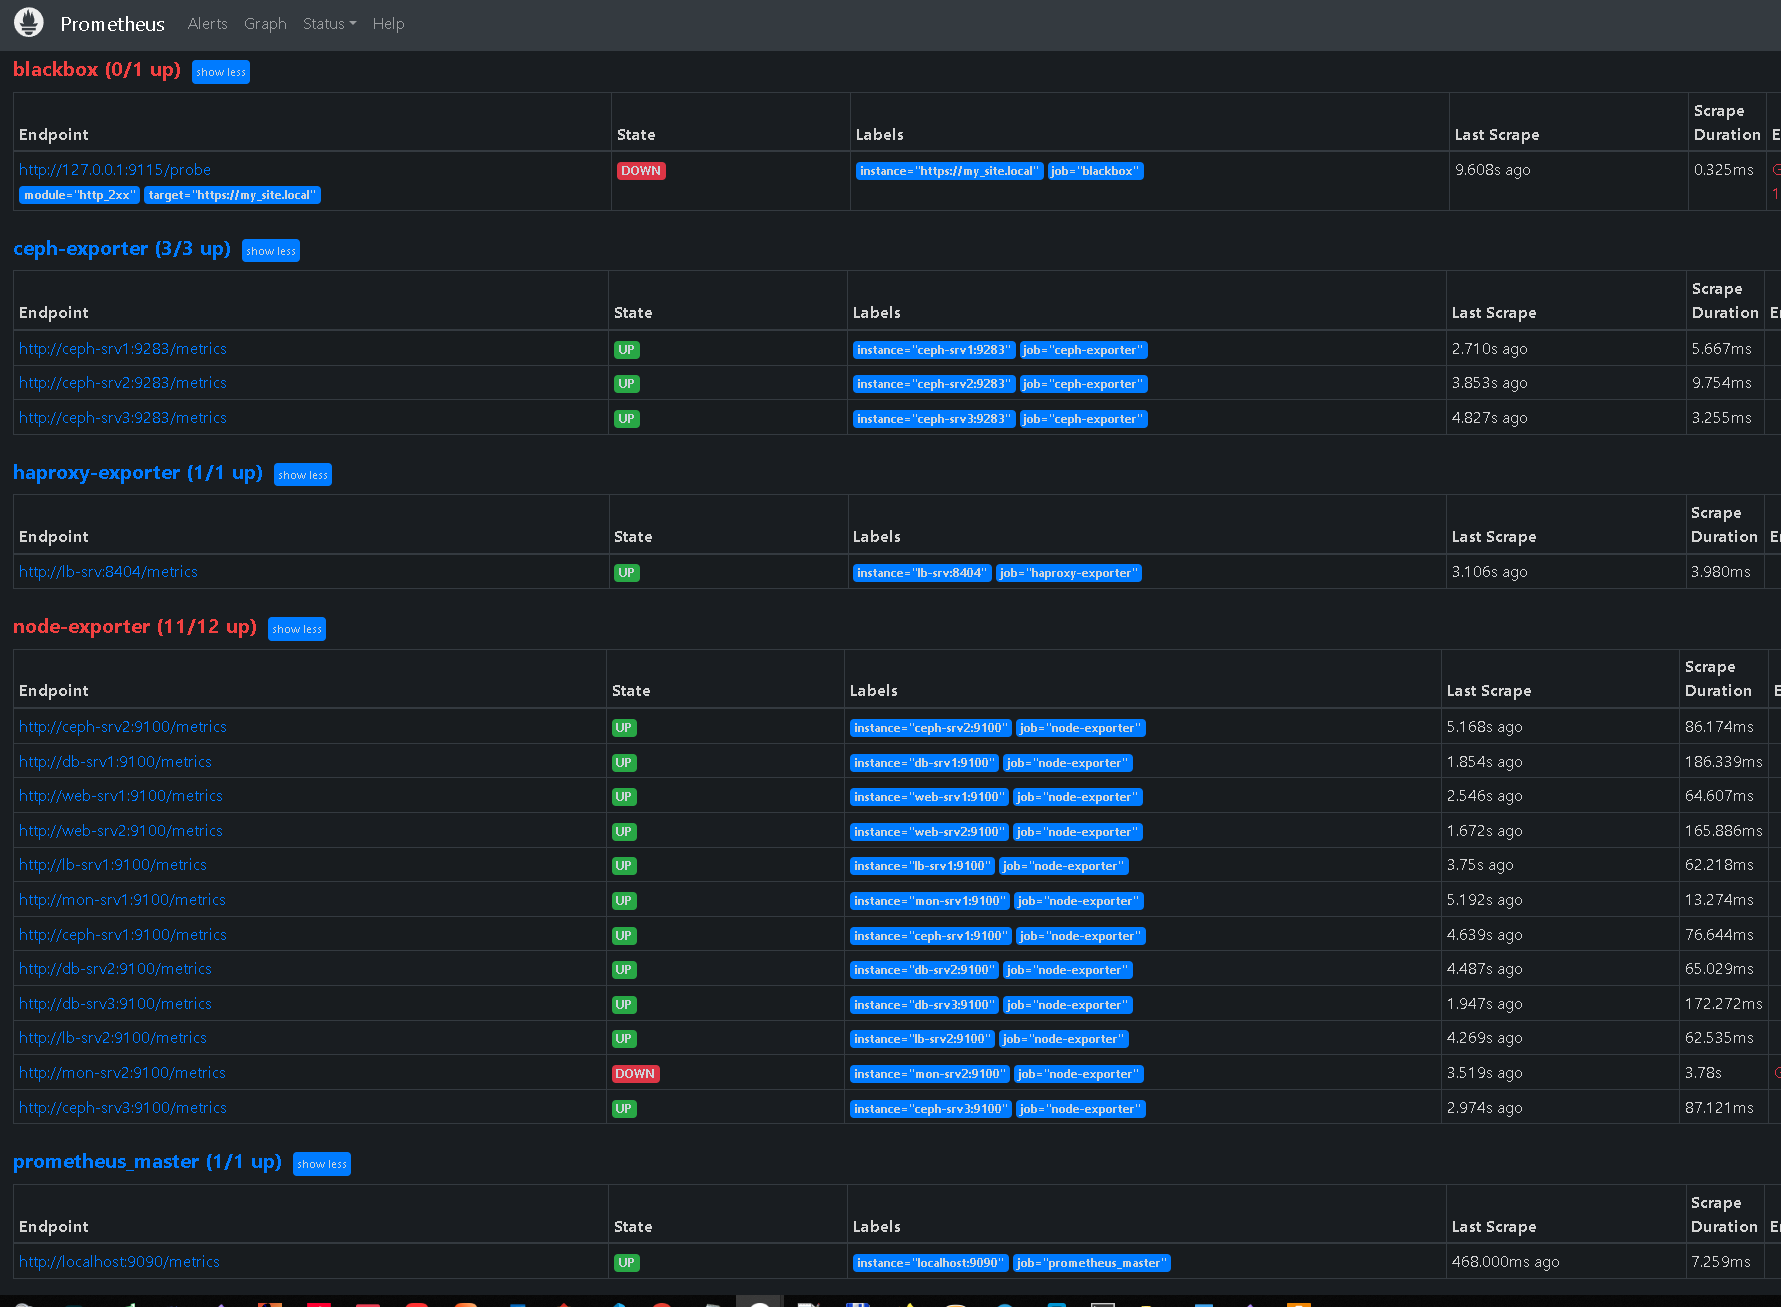 Prometheus Alerts Graph Status Help
blackbox (0/1 up) show less
Scrape
Endpoint State Labels Last Scrape Duration
http://127.0.0.1:9115/probe DOWN instance="https://my_site.local" job="blackbox" 9.608s ago 0.325ms
module="http_2xx" target="https://my_site.local"
ceph-exporter (3/3 up) show less
Scrape
Endpoint State Labels Last Scrape Duration
http://ceph-srv1:9283/metrics UP instance="ceph-srv1:9283" job="ceph-exporter" 2.710s ago 5.667ms
http://ceph-srv2:9283/metrics UP instance="ceph-srv2:9283" job="ceph-exporter" 3.853s ago 9.754ms
http://ceph-srv3:9283/metrics UP instance="ceph-srv3:9283" job="ceph-exporter" 4.827s ago 3.255ms
haproxy-exporter (1/1 up) show less
Scrape
Endpoint State Labels Last Scrape Duration
http://lb-srv:8404/metrics UP instance="lb-srv:8404" job="haproxy-exporter" 3.106s ago 3.980ms
node-exporter (11/12 up) show less
Scrape
Endpoint State Labels Last Scrape Duration
http://ceph-srv2:9100/metrics UP instance="ceph-srv2:9100" job="node-exporter" 5.168s ago 86.174ms
http://db-srv1:9100/metrics UP instance="db-srv1:9100" job="node-exporter" 1.854s ago 186.339ms
http://web-srv1:9100/metrics UP instance="web-srv1:9100" job="node-exporter" 2.546s ago 64.607ms
http://web-srv2:9100/metrics UP instance="web-srv2:9100" job="node-exporter" 1.672s ago 165.886ms
http://lb-srv1:9100/metrics UP instance="lb-srv1:9100" job="node-exporter" 3.75s ago 62.218ms
http://mon-srv1:9100/metrics UP instance="mon-srv1:9100" job="node-exporter" 5.192s ago 13.274ms
http://ceph-srv1:9100/metrics UP instance="ceph-srv1:9100" job="node-exporter" 4.639s ago 76.644ms
http://db-srv2:9100/metrics UP instance="db-srv2:9100" job="node-exporter" 4.487s ago 65.029ms
http://db-srv3:9100/metrics UP instance="db-srv3:9100" job="node-exporter" 1.947s ago 172.272ms
http://lb-srv2:9100/metrics UP instance="lb-srv2:9100" job="node-exporter" 4.269s ago 62.535ms
http://mon-srv2:9100/metrics DOWN instance="mon-srv2:9100" job="node-exporter" 3.519s ago 3.78s
http://ceph-srv3:9100/metrics UP instance="ceph-srv3:9100" job="node-exporter" 2.974s ago 87.121ms
prometheus_master (1/1 up) show less
Scrape
Endpoint State Labels Last Scrape Duration
http://localhost:9090/metrics UP instance="localhost:9090" job="prometheus_master" 468.000ms ago 7.259ms